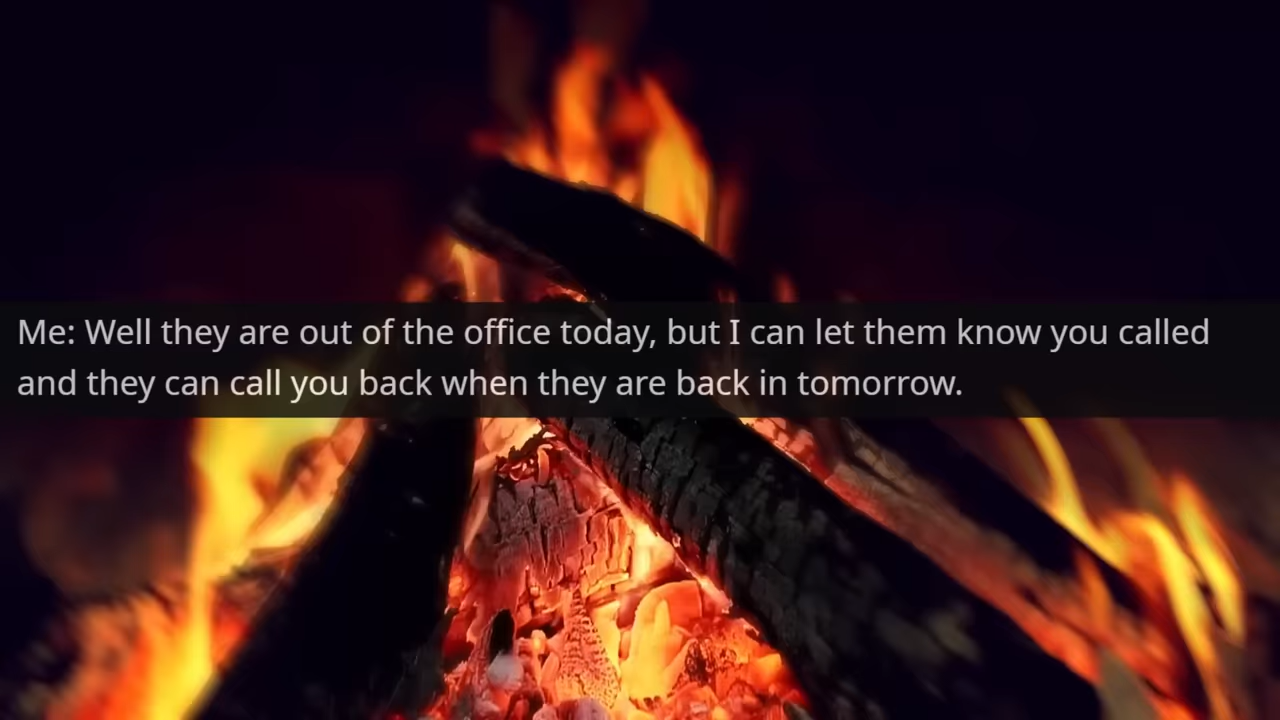 Me: Well they are out of the office today, but I can let them know you called
and they can call you back when they are back in tomorrow.